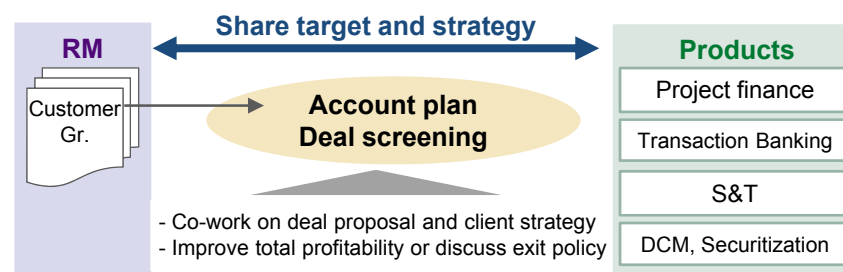 Share target and strategy
RM
Customer
Gr.
Account plan
Deal screening
- Co-work on deal proposal and client strategy
- Improve total profitability or discuss exit policy
Products
Project finance
Transaction Banking
S&T
DCM, Securitization